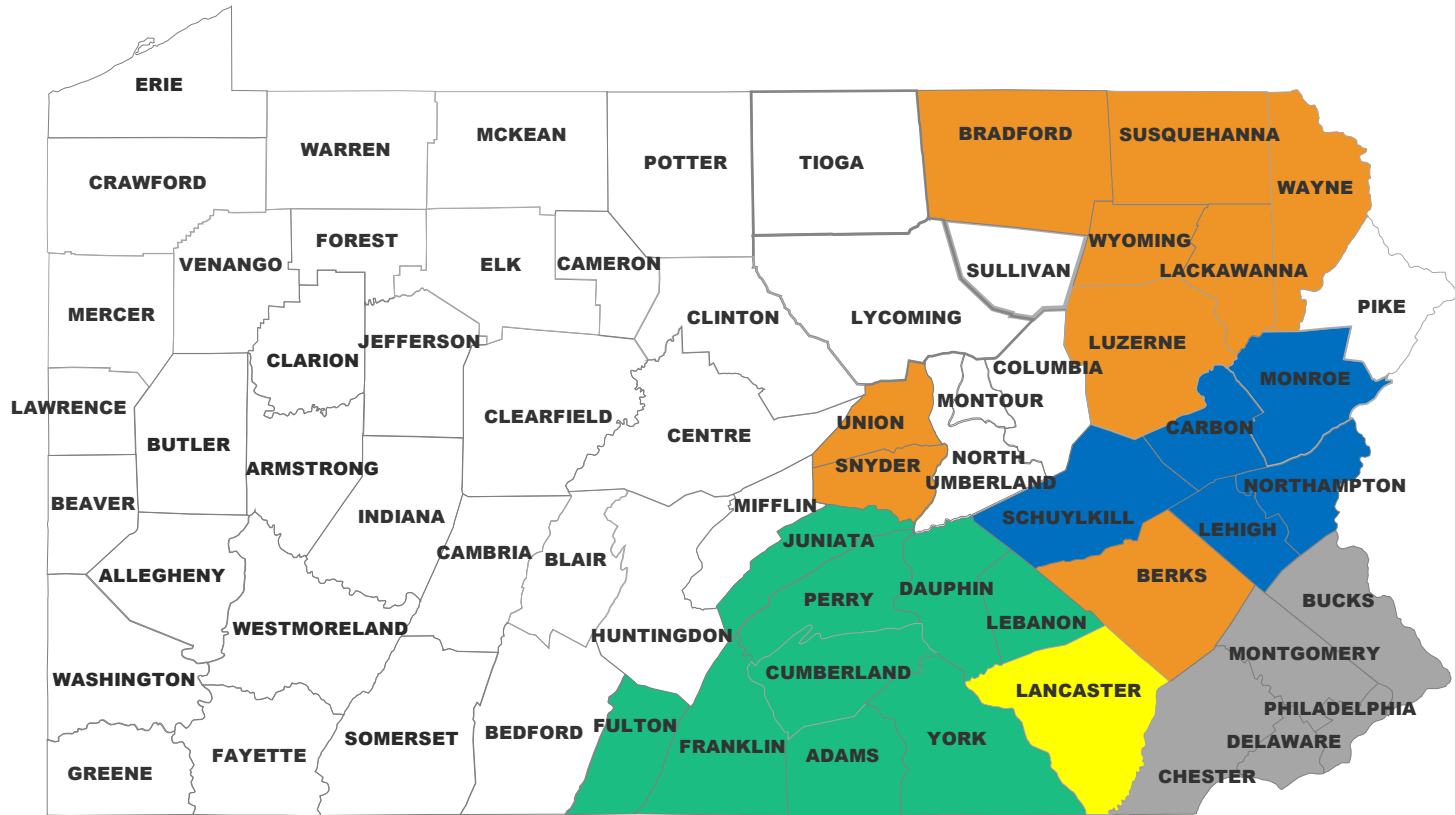 ERIE
WARREN
MCKEAN
POTTER
TIOGA
BRADFORD
SUSQUEHANNA
CRAWFORD
WAYNE
FOREST
VENANGO
ELK
CAMERON
SULLIVAN
WYOMING
LACKAWANNA
MERCER
CLARION
JEFFERSON
CLINTON
LYCOMING
COLUMBIA
LUZERNE
PIKE
LAWRENCE
BUTLER
CLEARFIELD
CENTRE
UNION
MONTOUR
CARBON
MONROE
BEAVER
ARMSTRONG
INDIANA
MIFFLIN
SNYDER
NORTH
UMBERLAND
SCHUYLKILL
LEHIGH
NORTHAMPTON
ALLEGHENY
CAMBRIA
BLAIR
JUNIATA
PERRY
DAUPHIN
LEBANON
BERKS
BUCKS
WASHINGTON
WESTMORELAND
HUNTINGDON
CUMBERLAND
LANCASTER
MONTGOMERY
PHILADELPHIA
GREENE
FAYETTE
SOMERSET
BEDFORD
FULTON
FRANKLIN
ADAMS
YORK
DELAWARE
CHESTER